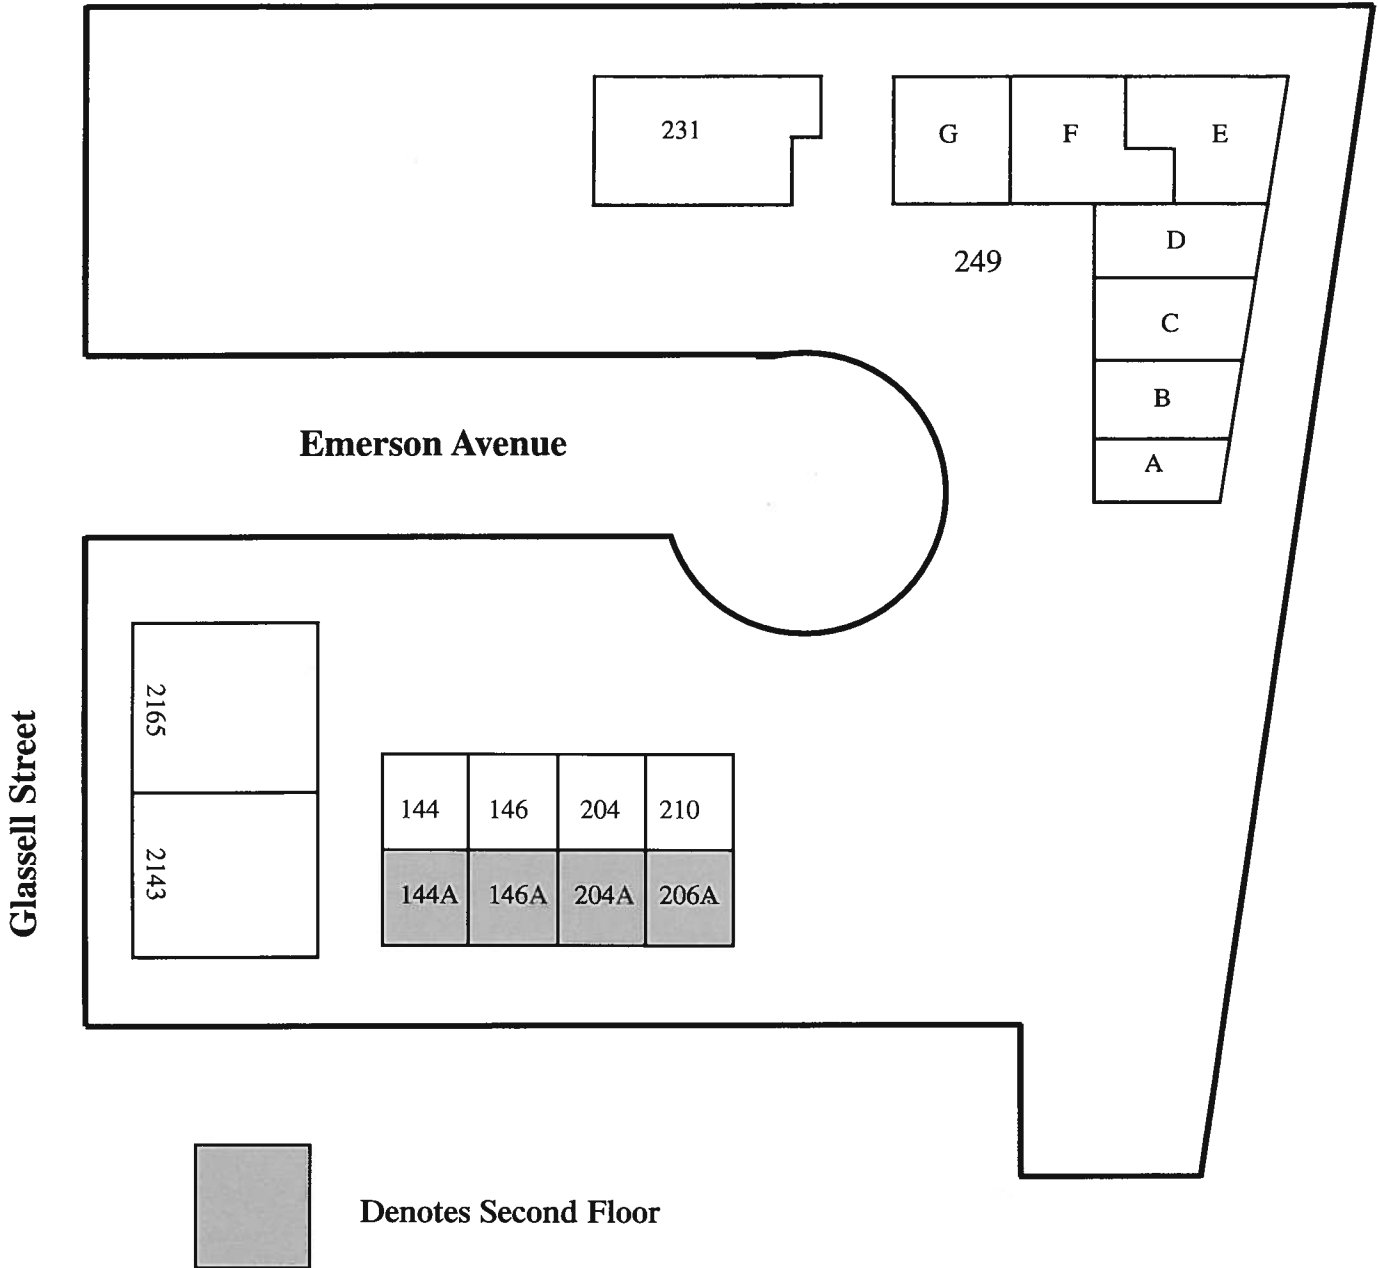 231
G
F
E
D
249
C
B
A
Emerson Avenue
2165
2143
Glassell Street
144
146
204
210
144A
146A
204A
206A
Denotes Second Floor